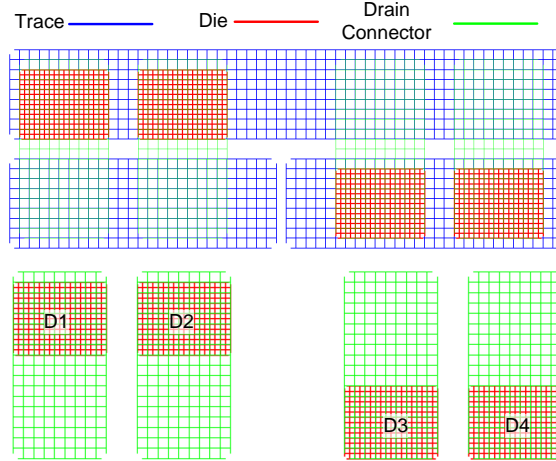 Trace
Die
Drain
Connector
D1
D2
D3
D4